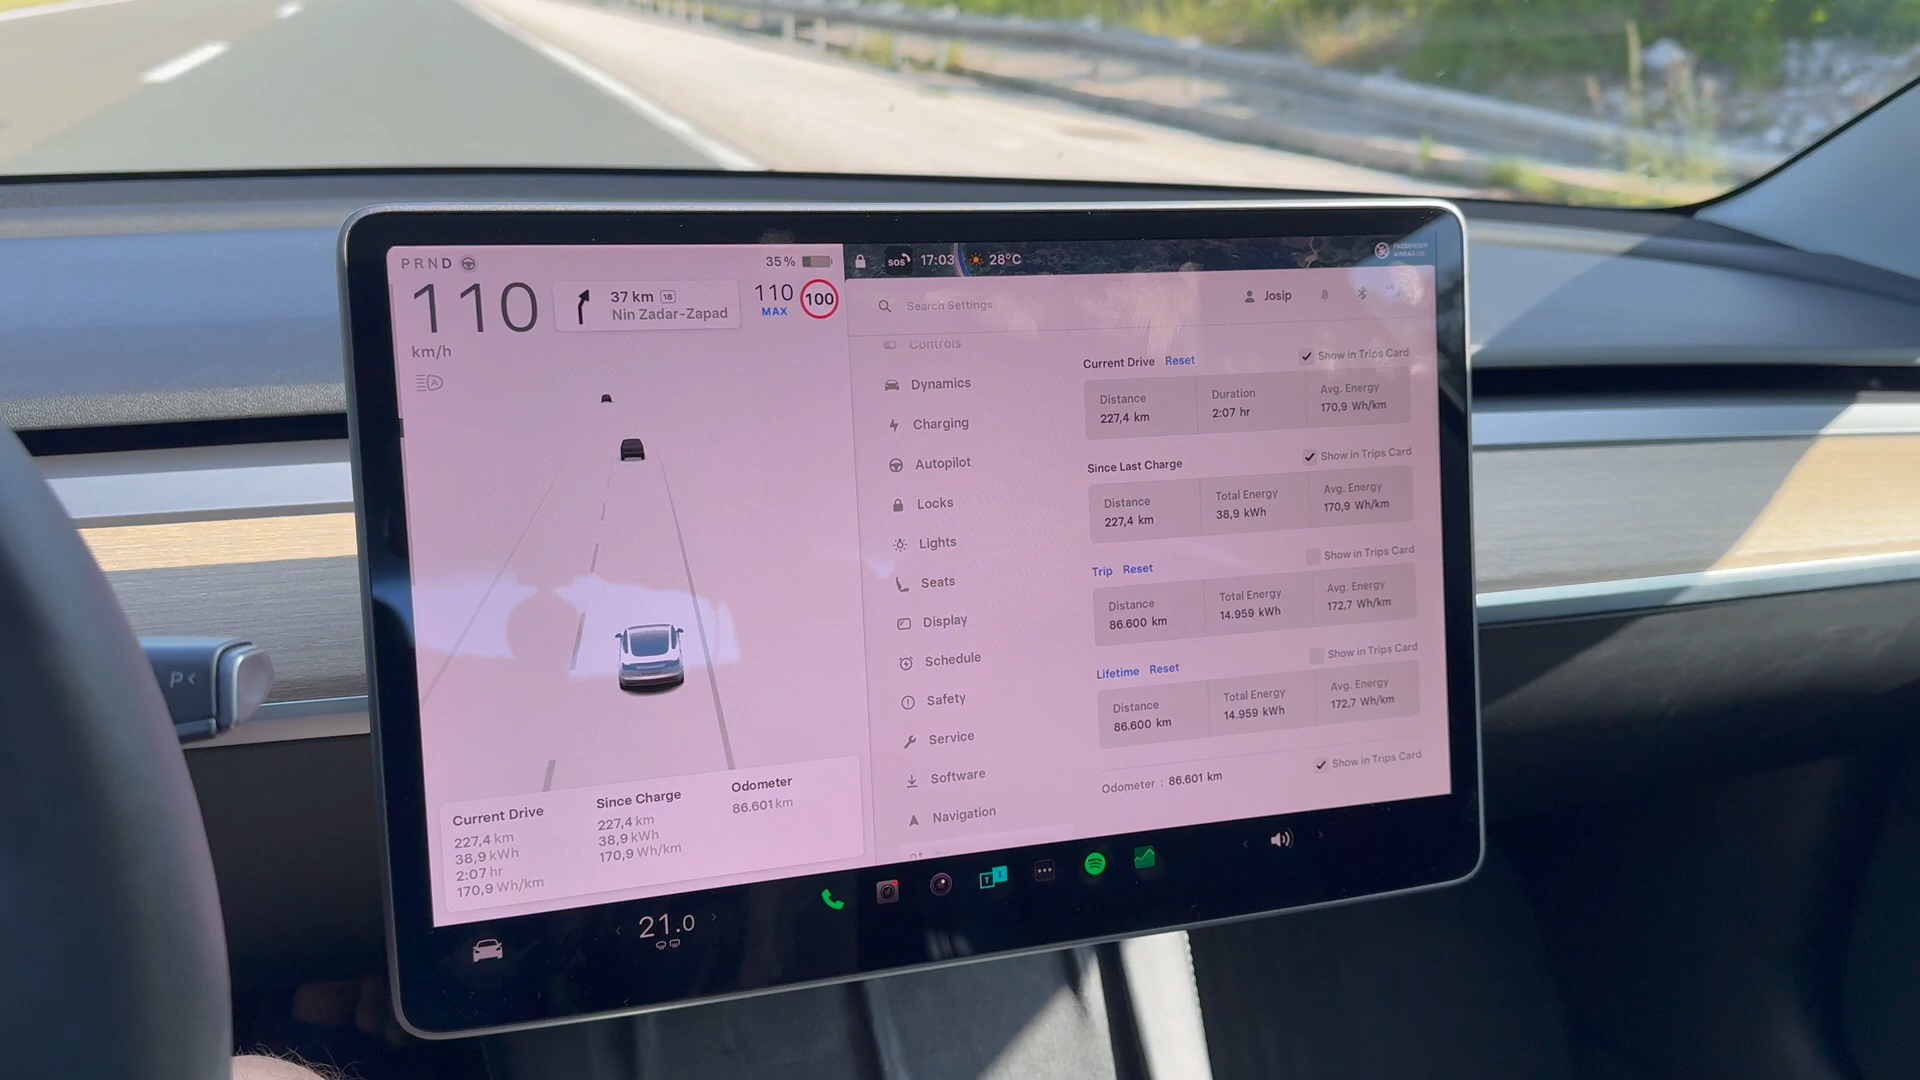 PRND
35%
110
km/h
37 km 18
Nin Zadar-Zapad
110
MAX
100
A
Current Drive
227,4 km
38,9 kWh
2:07 hr
170,9 Wh/km
Since Charge
227,4 km
38,9 kWh
170,9 Wh/km
Odometer
86.601 km
SOS
17:03
28°C
PASSENGER
AIRBAG ON
Search Settings
Josip
Controls
Dynamics
Charging
Autopilot
Locks
Lights
Seats
Display
Schedule
Safety
Service
Software
Navigation
Current Drive Reset
Show in Trips Card
Distance
227,4 km
Duration
2:07 hr
Avg. Energy
170,9 Wh/km
Since Last Charge
Show in Trips Card
Distance
227,4 km
Total Energy
38,9 kWh
Avg. Energy
170,9 Wh/km
Trip Reset
Show in Trips Card
Distance
86.600 km
Total Energy
14.959 kWh
Avg. Energy
172,7 Wh/km
Lifetime Reset
Show in Trips Card
Distance
86.600 km
Total Energy
14.959 kWh
Avg. Energy
172,7 Wh/km
Odometer : 86.601 km
Show in Trips Card
21.0
T 1
P<